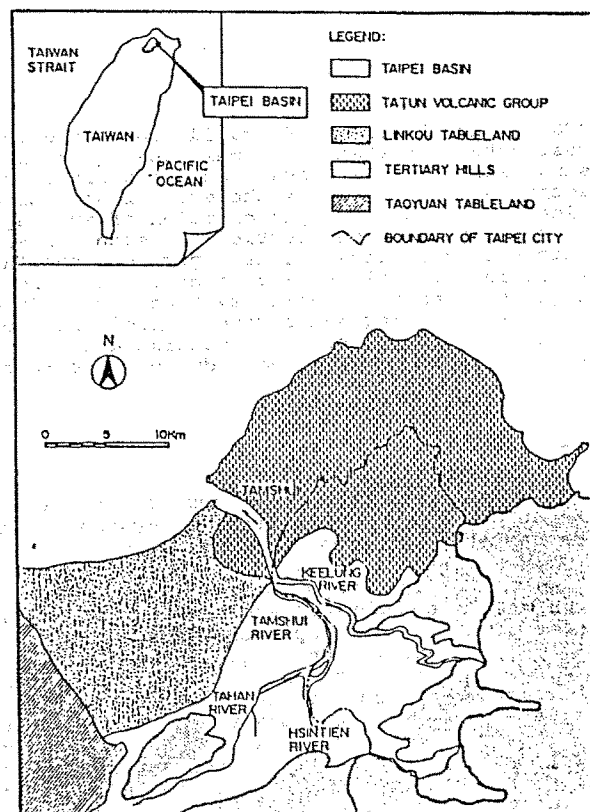 TAIWAN
STRAIT
TAIPEI BASIN
TAIWAN
PACIFIC
OCEAN
LEGEND:
TAIPEI BASIN
TATUN VOLCANIC GROUP
LINKOU TABLELAND
TERTIARY HILLS
TAOYUAN TABLELAND
BOUNDARY OF TAIPEI CITY
N
0 5 10Km
TAMSHUI
KEELUNG
RIVER
TAMSHUI
RIVER
TAHAN
RIVER
HSINTIEN
RIVER